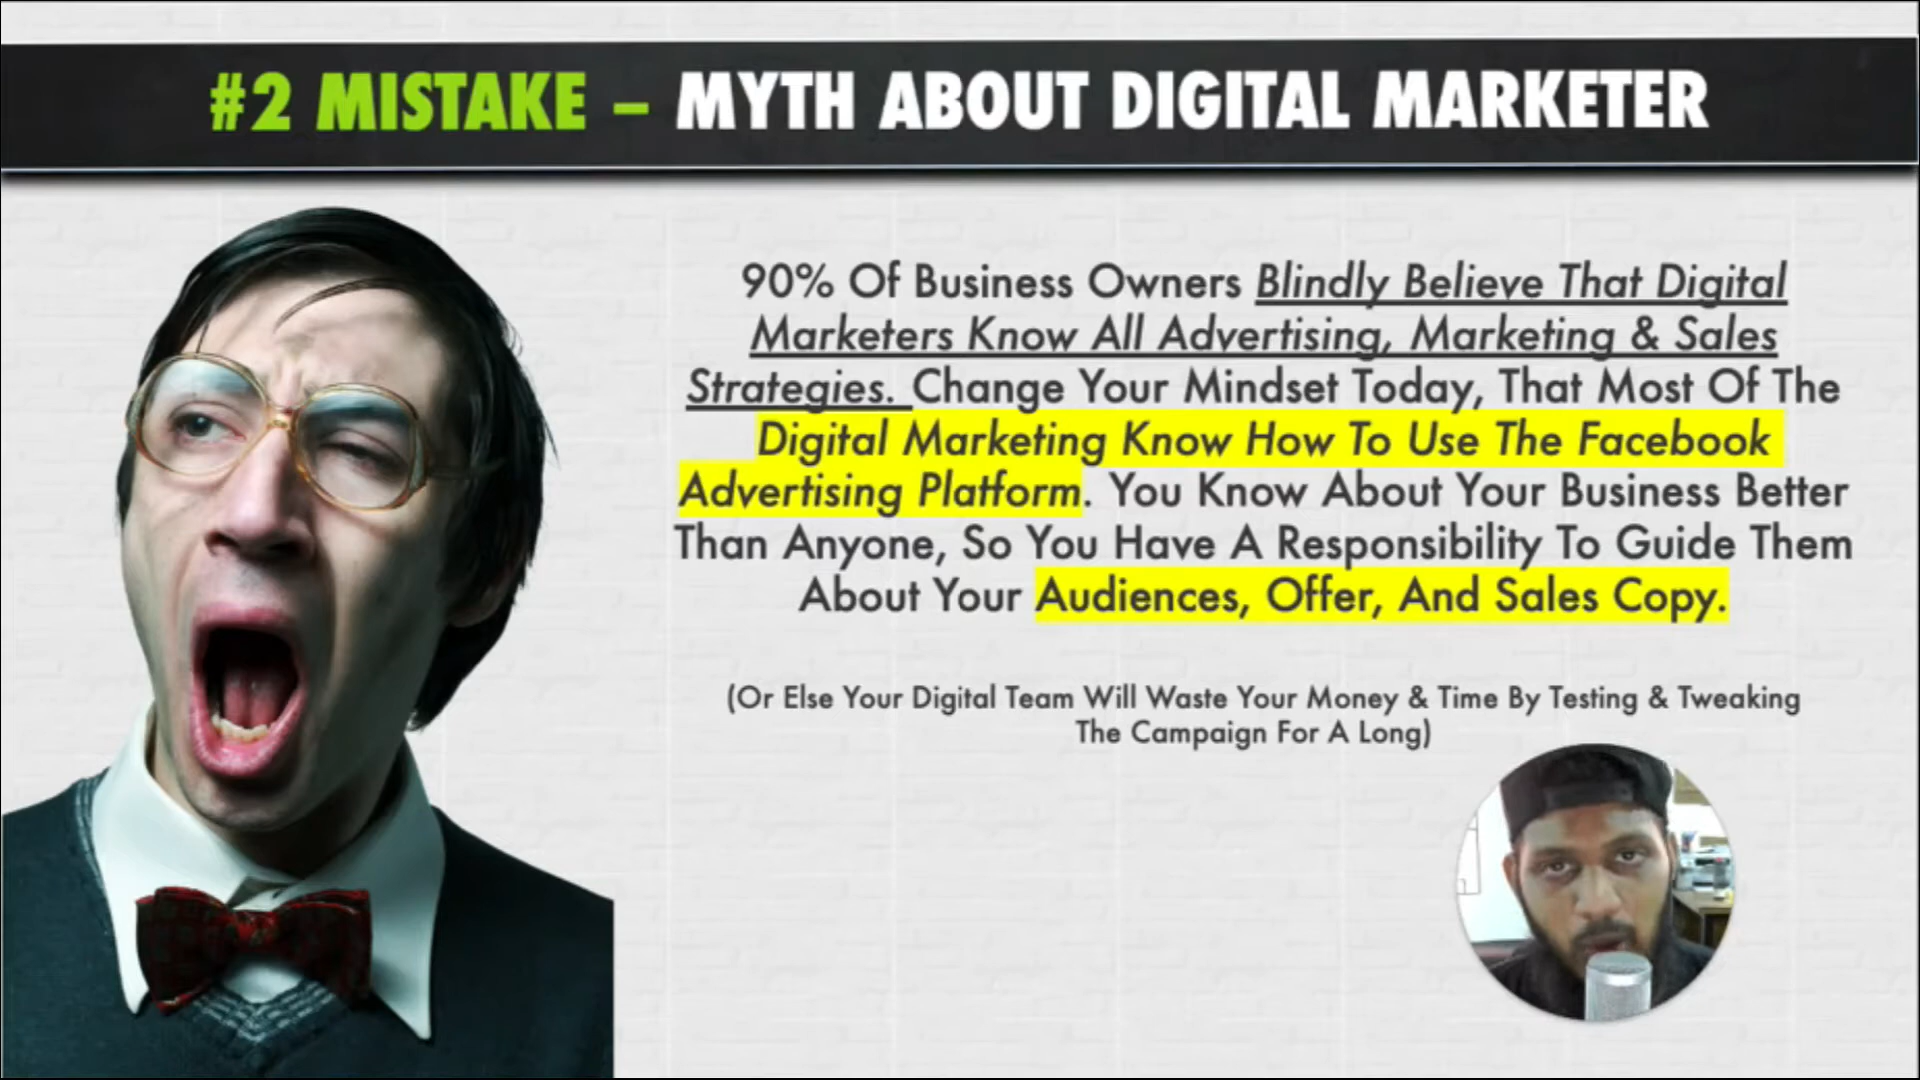 #2 MISTAKE – MYTH ABOUT DIGITAL MARKETER
90% Of Business Owners Blindly Believe That Digital
Marketers Know All Advertising, Marketing & Sales
Strategies. Change Your Mindset Today, That Most Of The
Digital Marketing Know How To Use The Facebook
Advertising Platform. You Know About Your Business Better
Than Anyone, So You Have A Responsibility To Guide Them
About Your Audiences, Offer, And Sales Copy.
(Or Else Your Digital Team Will Waste Your Money & Time By Testing & Tweaking
The Campaign For A Long)